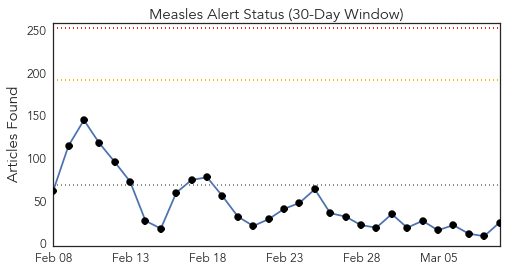 Measles Alert Status (30-Day Window)
Articles Found
250
200
150
100
50
0
Feb 08
Feb 13
Feb 18
Feb 23
Feb 28
Mar 05